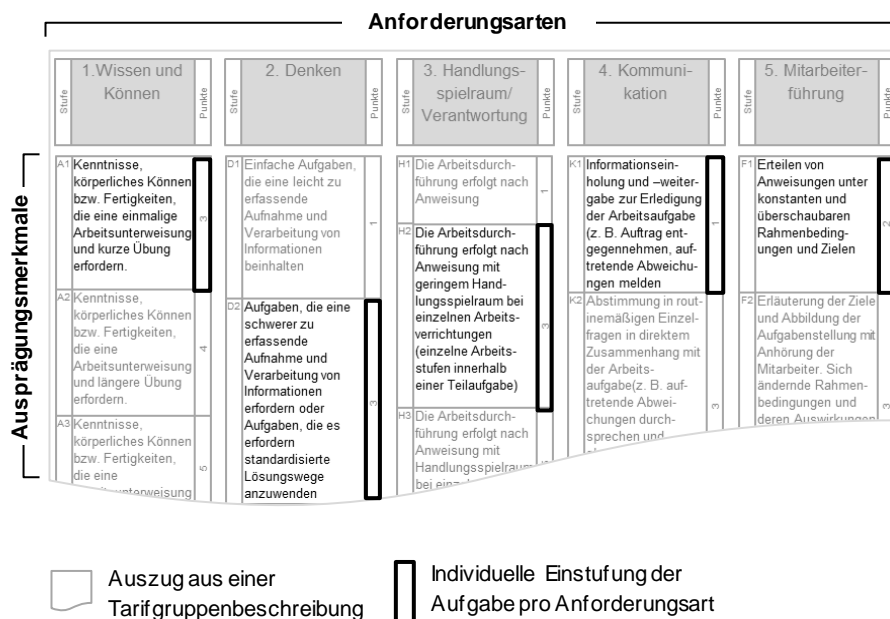 Anforderungsarten
Ausprägungsmerkmale
Stufe
1.Wissen und
Können
Punkte
A1
Kenntnisse,
körperliches Können
bzw. Fertigkeiten,
die eine einmalige
Arbeitsunterweisung
und kurze Übung
erfordern.
3
A2
Kenntnisse,
körperliches Können
bzw. Fertigkeiten,
die eine
Arbeitsunterweisung
und längere Übung
erfordern.
4
A3
Kenntnisse,
körperliches Können
bzw. Fertigkeiten,
die eine
Arbeitsunterweisung
5
Stufe
2. Denken
Punkte
D1
Einfache Aufgaben,
die eine leicht zu
erfassende
Aufnahme und
Verarbeitung von
Informationen
beinhalten
1
D2
Aufgaben, die eine
schwerer zu
erfassende
Aufnahme und
Verarbeitung von
Informationen
erfordern oder
Aufgaben, die es
erfordern
standardisierte
Lösungswege
anzuwenden
3
Stufe
3. Handlungs-
spielraum/
Verantwortung
Punkte
H1
Die Arbeitsdurch-
führung erfolgt nach
Anweisung
1
H2
Die Arbeitsdurch-
führung erfolgt nach
Anweisung mit
geringem Hand-
lungsspielraum bei
einzelnen Arbeits-
verrichtungen
(einzelne Arbeits-
stufen innerhalb
einer Teilaufgabe)
3
H3
Die Arbeitsdurch-
führung erfolgt nach
Anweisung mit
Handlungsspielraum
bei
Stufe
4. Kommuni-
kation
Punkte
K1
Informationsein-
holung und –weiter-
gabe zur Erledigung
der Arbeitsaufgabe
(z. B. Auftrag ent-
gegennehmen, auf-
tretende Abweichu-
ngen melden
1
K2
Abstimmung in rout-
inemäßigen Einzel-
fragen in direktem
Zusammenhang mit
der Arbeits-
aufgabe(z. B. auf-
tretende Abwei-
chungen durch-
sprechen und
3
Stufe
5. Mitarbeiter-
führung
Punkte
F1
Erteilen von
Anweisungen unter
konstanten und
überschaubaren
Rahmenbeding-
ungen und Zielen
2
F2
Erläuterung der Ziele
und Abbildung der
Aufgabenstellung mit
Anhörung der
Mitarbeiter. Sich
ändernde Rahmen-
bedingungen und
deren Auswirkungen
3
Auszug aus einer
Tarifgruppenbeschreibung
Individuelle Einstufung der
Aufgabe pro Anforderungsart